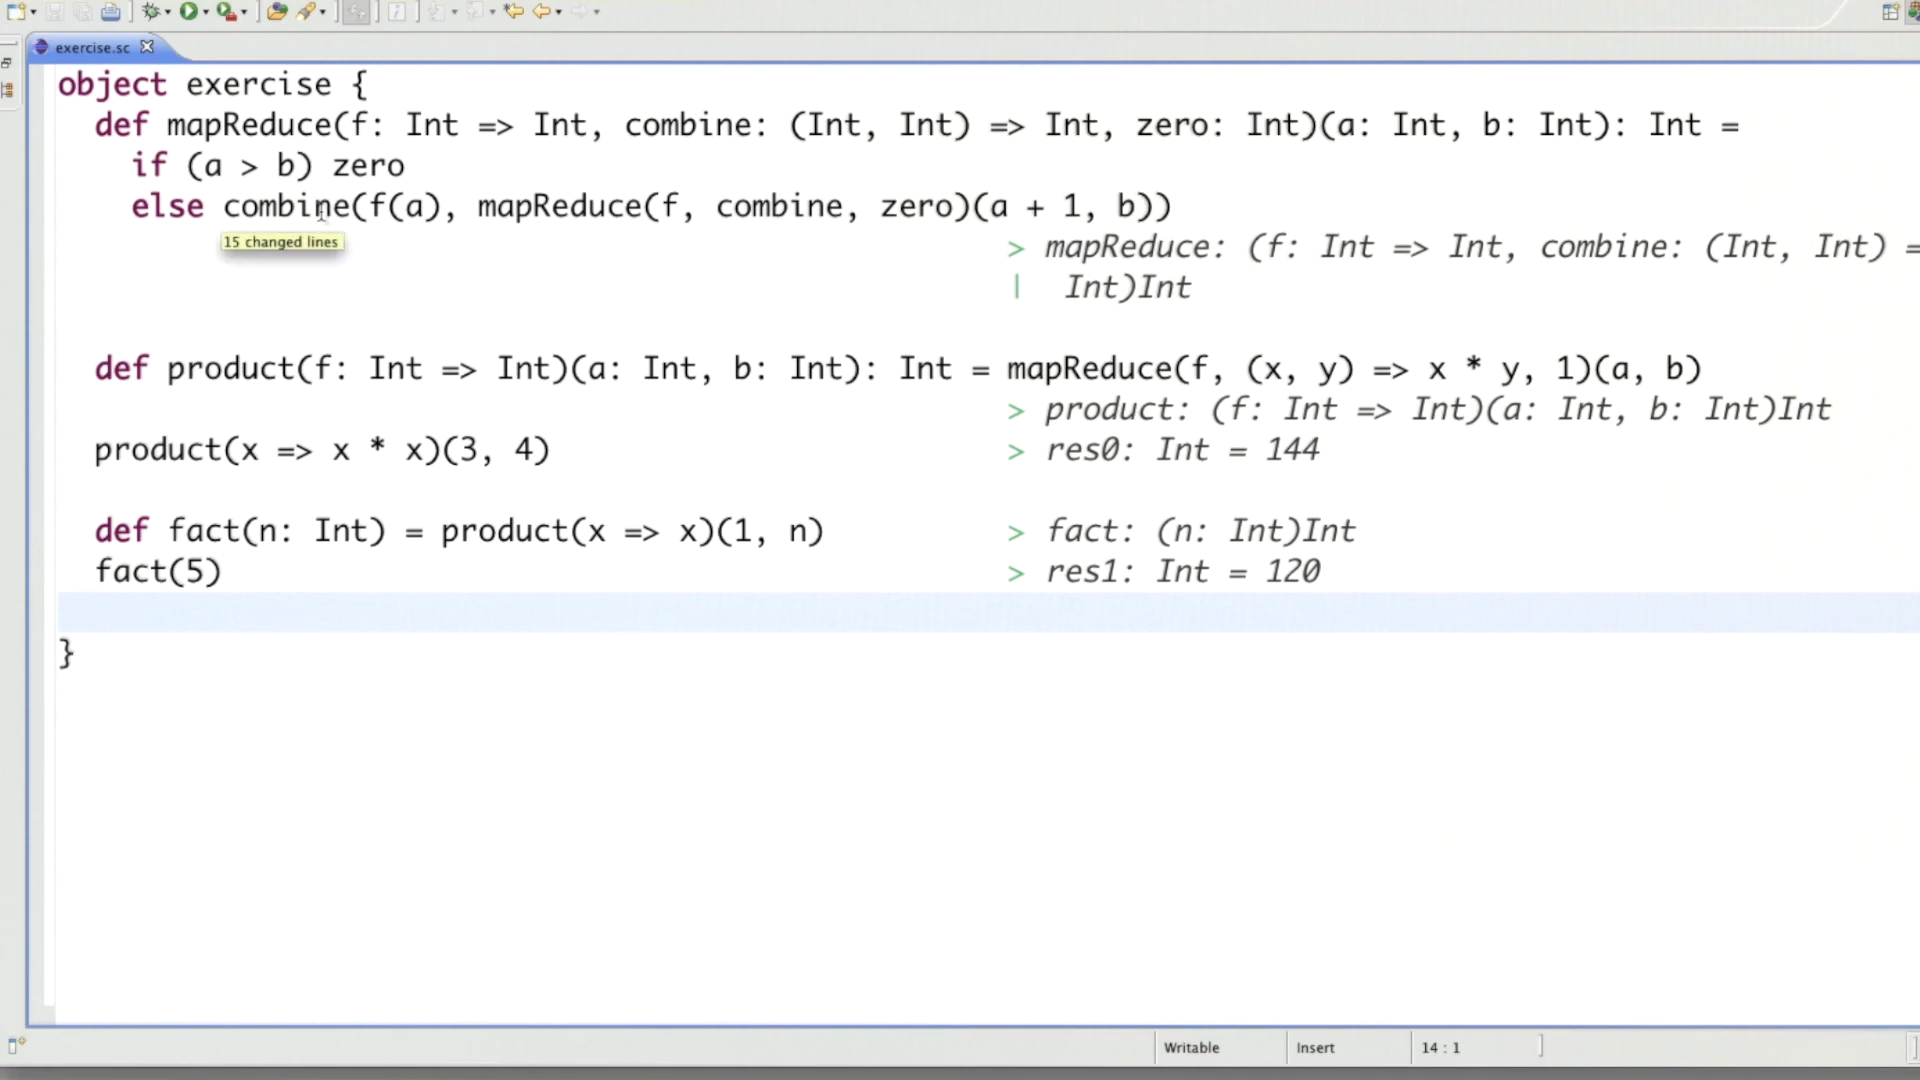 exercise.sc
object exercise {
def mapReduce(f: Int => Int, combine: (Int, Int) => Int, zero: Int)(a: Int, b: Int): Int =
if (a > b) zero
else combine(f(a), mapReduce(f, combine, zero)(a + 1, b))
15 changed lines
> mapReduce: (f: Int => Int, combine: (Int, Int) =
| Int)Int
def product(f: Int => Int)(a: Int, b: Int): Int = mapReduce(f, (x, y) => x * y, 1)(a, b)
> product: (f: Int => Int)(a: Int, b: Int)Int
product(x => x * x)(3, 4) > res0: Int = 144
def fact(n: Int) = product(x => x)(1, n) > fact: (n: Int)Int
fact(5) > res1: Int = 120
}
Writable Insert 14 : 1